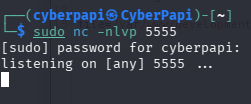 ┌──(cyberpapi㉿CyberPapi)-[~]
└─$ sudo nc -nlvp 5555
[sudo] password for cyberpapi:
listening on [any] 5555 ...